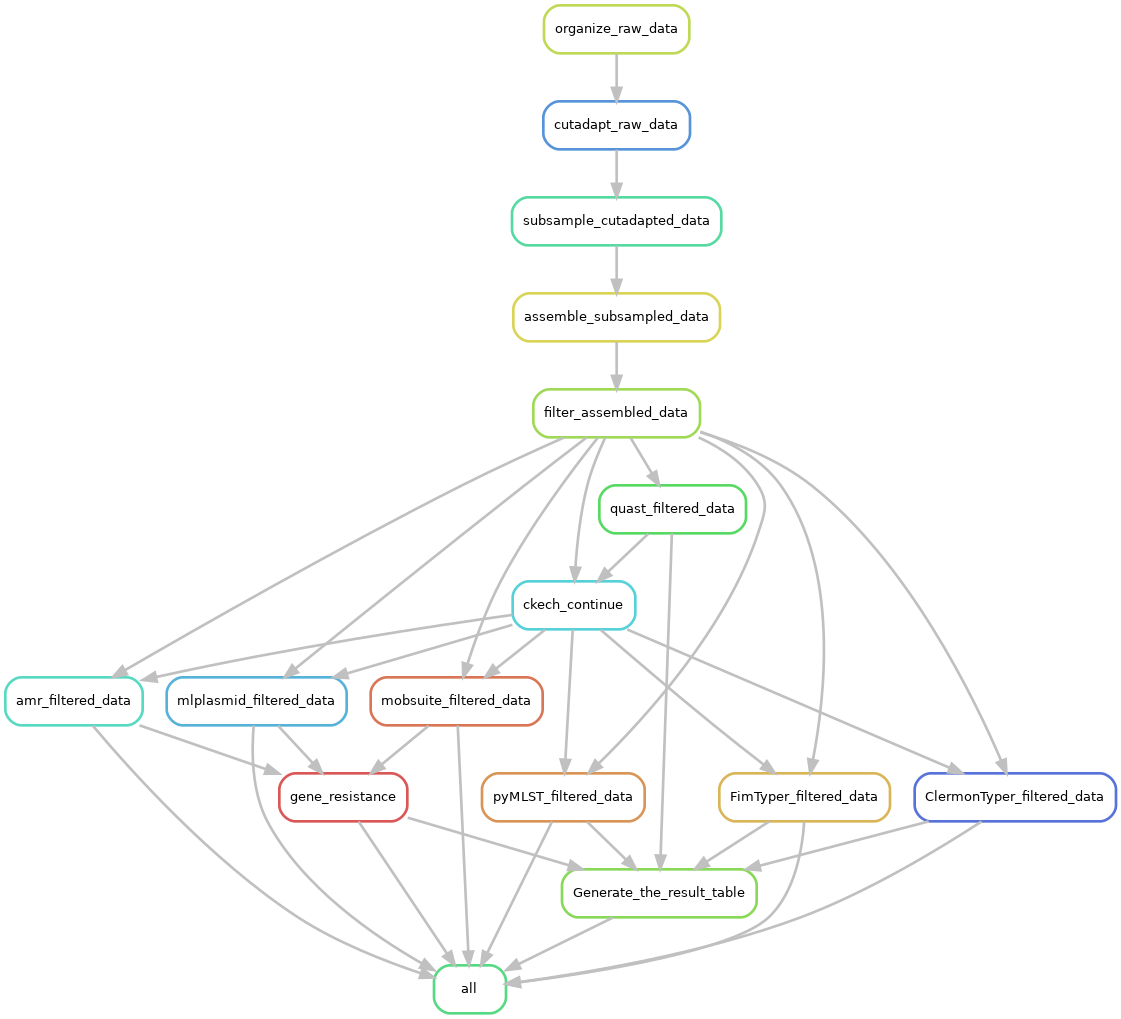 organize_raw_data
cutadapt_raw_data
subsample_cutadapted_data
assemble_subsampled_data
filter_assembled_data
quast_filtered_data
ckech_continue
amr_filtered_data
mlplasmid_filtered_data
mobsuite_filtered_data
gene_resistance
pyMLST_filtered_data
FimTyper_filtered_data
ClermonTyper_filtered_data
Generate_the_result_table
all